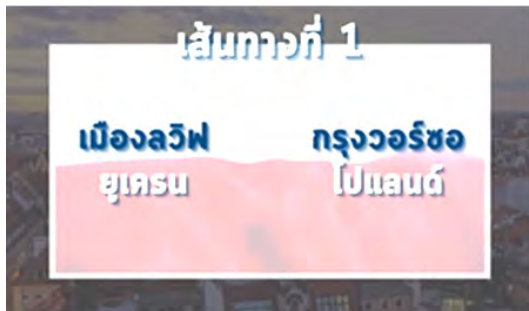 เส้นทางที่ 1
เมืองลวิฟ กรุงวอร์ซอ
ยูเครน โปแลนด์